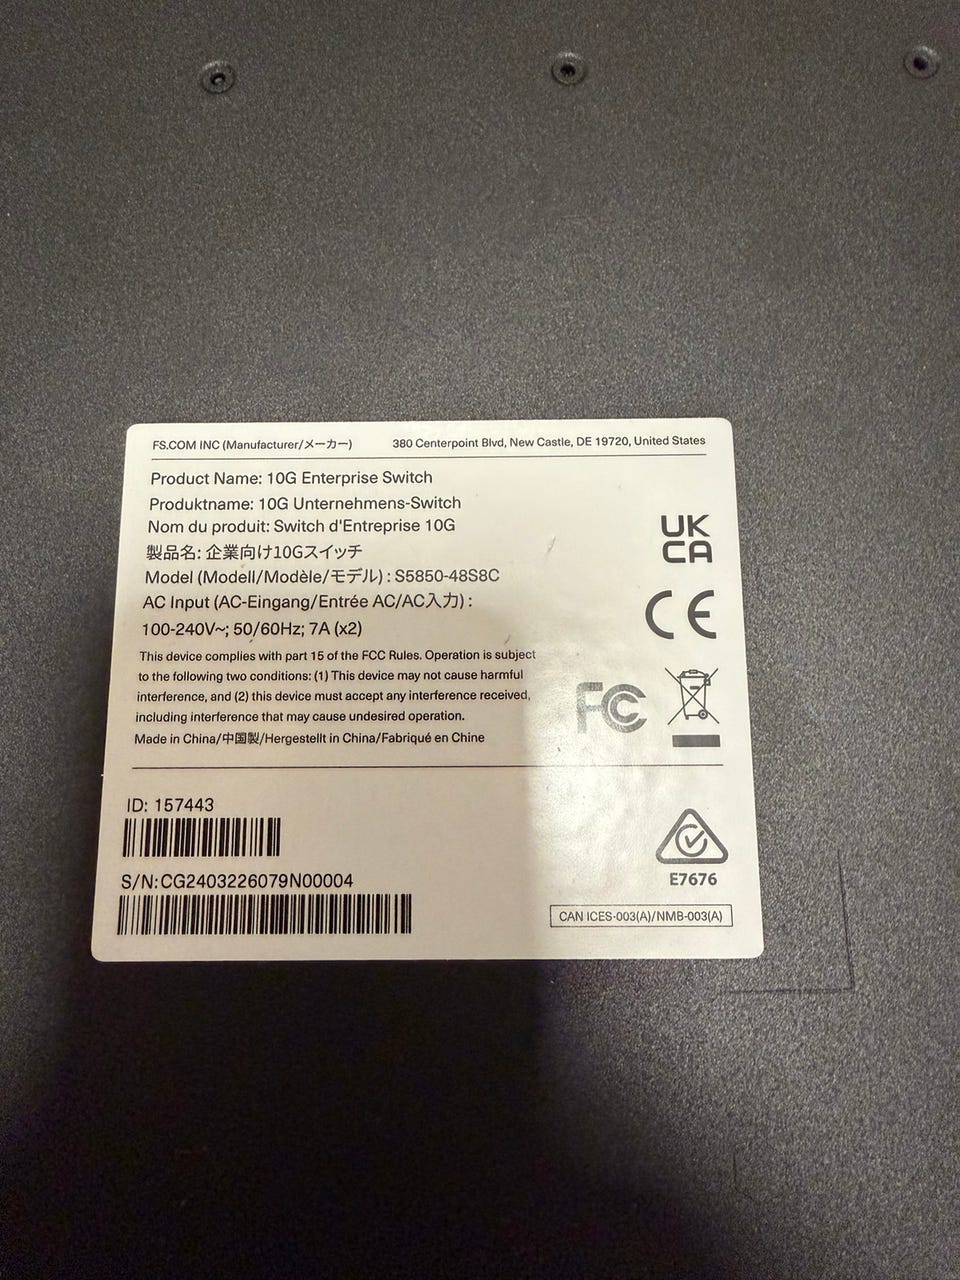 FS.COM INC (Manufacturer/メーカー) 380 Centerpoint Blvd, New Castle, DE 19720, United States
Product Name: 10G Enterprise Switch
Produktname: 10G Unternehmens-Switch
Nom du produit: Switch d'Entreprise 10G
製品名: 企業向け10Gスイッチ
Model (Modell/Modèle/モデル) : S5850-48S8C
AC Input (AC-Eingang/Entrée AC/AC入力) :
100-240V~; 50/60Hz; 7A (x2)
This device complies with part 15 of the FCC Rules. Operation is subject
to the following two conditions: (1) This device may not cause harmful
interference, and (2) this device must accept any interference received,
including interference that may cause undesired operation.
Made in China/中国製/Hergestellt in China/Fabriqué en Chine
UK
CA
CE
FC
ID: 157443
S/N:CG2403226079N00004
E7676
CAN ICES-003(A)/NMB-003(A)